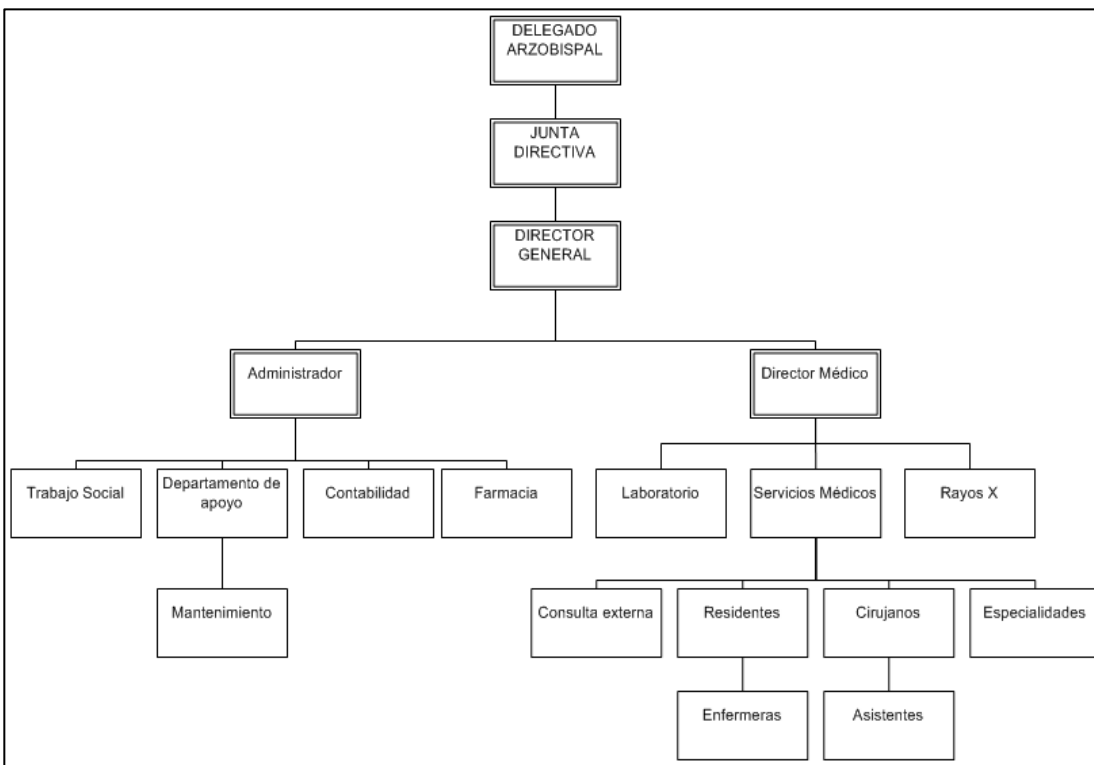 DELEGADO
ARZOBISPAL
JUNTA
DIRECTIVA
DIRECTOR
GENERAL
Administrador
Director Médico
Trabajo Social
Departamento de
apoyo
Contabilidad
Farmacia
Laboratorio
Servicios Médicos
Rayos X
Mantenimiento
Consulta externa
Residentes
Cirujanos
Especialidades
Enfermeras
Asistentes